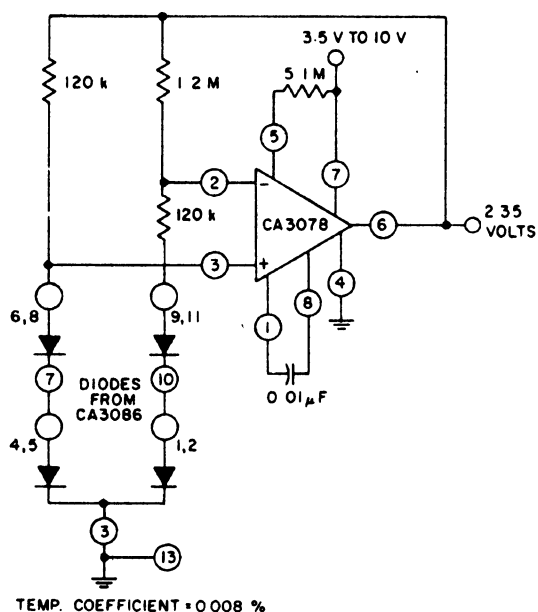 3.5 V TO 10 V
120 k
1 2 M
5 1 M
5
7
2
−
CA3078
6
2 35
VOLTS
120 k
3
+
4
8
1
6,8
9,11
0 01µF
7
DIODES
FROM
CA3086
10
4,5
1,2
3
13
TEMP. COEFFICIENT = 0 008 %